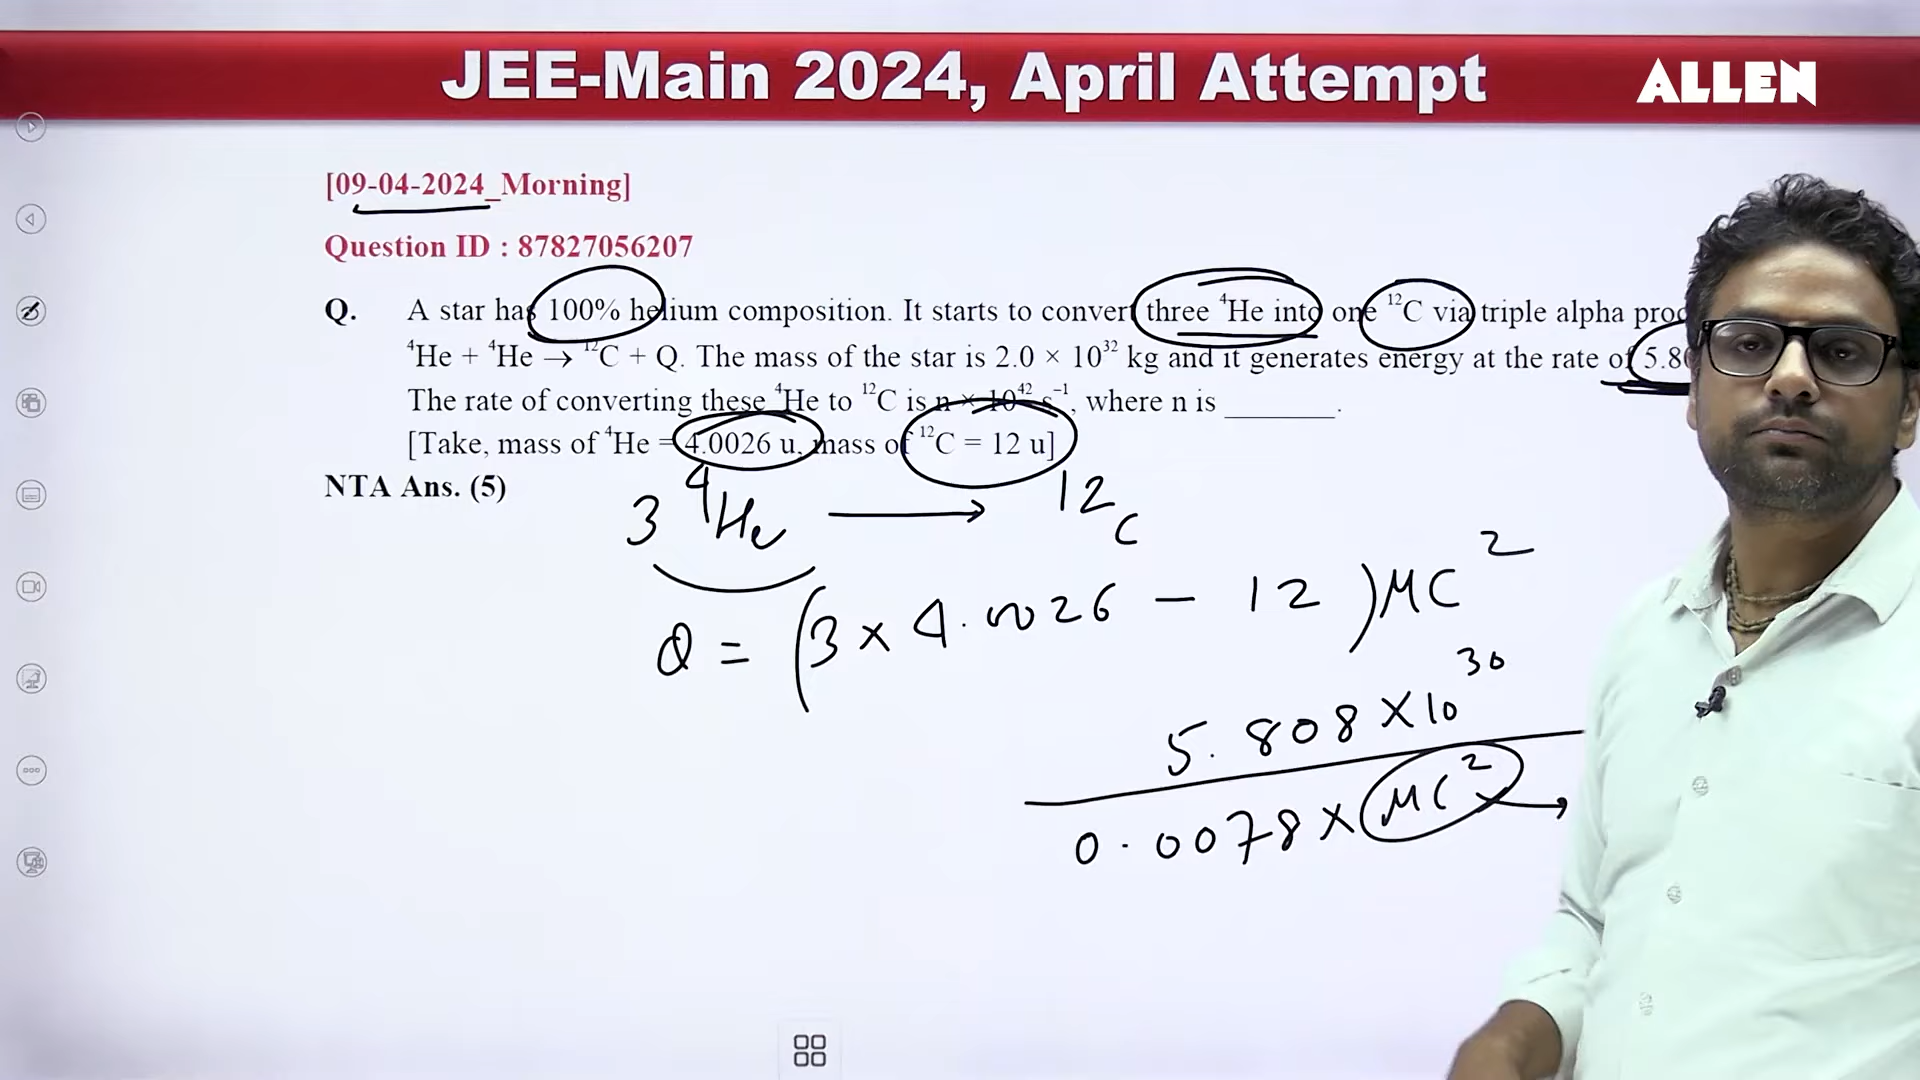 JEE-Main 2024, April Attempt
ALLEN
[09-04-2024_Morning]
Question ID : 87827056207
Q. A star has 100% helium composition. It starts to convert three ⁴He into one ¹²C via triple alpha
⁴He + ⁴He → ¹²C + Q. The mass of the star is 2.0 × 10³² kg and it generates energy at the rate of
The rate of converting these ⁴He to ¹²C is n × 10⁴² s⁻¹, where n is ________.
[Take, mass of ⁴He = 4.0026 u, mass of ¹²C = 12 u]
NTA Ans. (5)
3 ⁴He → ¹²C
Q = (3 × 4.0026 − 12) MC²
5.808 × 10³⁰
0.0078 × MC²